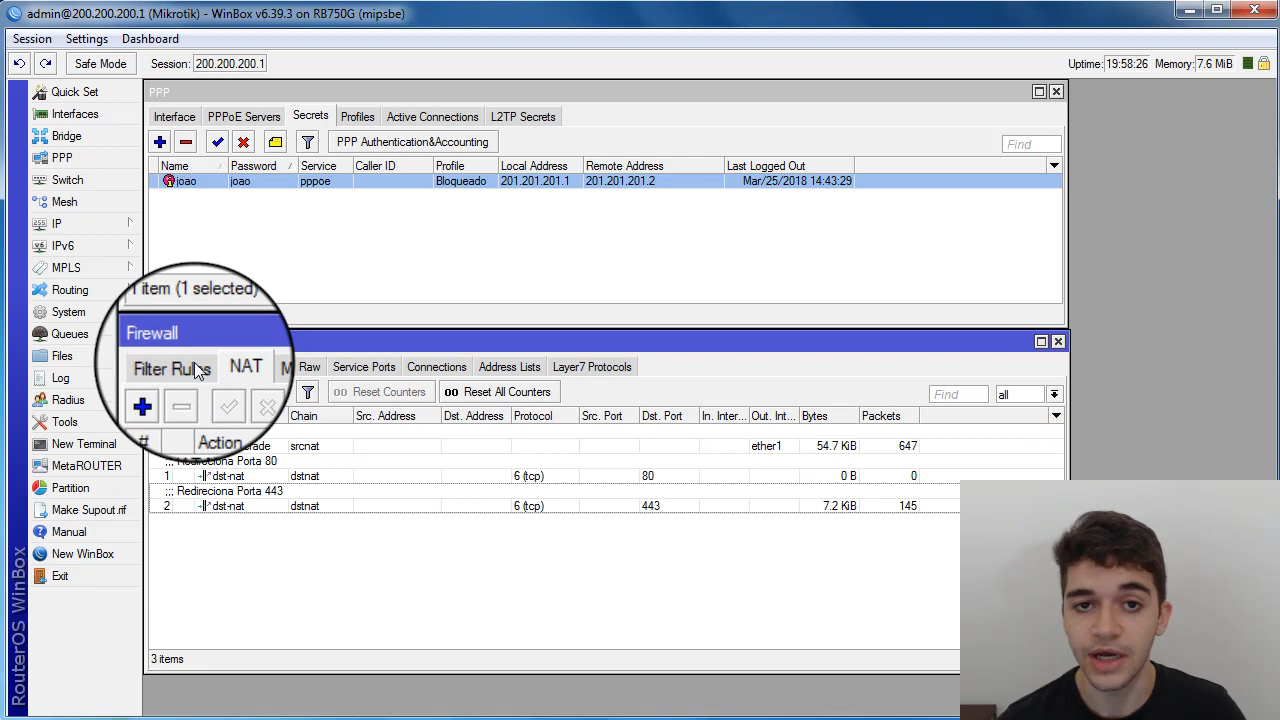 admin@200.200.200.1 (Mikrotik) - WinBox v6.39.3 on RB750G (mipsbe)
Session Settings Dashboard
Safe Mode Session: 200.200.200.1 Uptime: 19:58:26 Memory: 7.6 MiB
Quick Set
Interfaces
Bridge
PPP
Switch
Mesh
IP
IPv6
MPLS
Routing
System
Queues
Files
Log
Radius
Tools
New Terminal
MetaROUTER
Partition
Make Supout.rif
Manual
New WinBox
Exit
RouterOS WinBox
PPP
Interface PPPoE Servers Secrets Profiles Active Connections L2TP Secrets
PPP Authentication&Accounting Find
Name Password Service Caller ID Profile Local Address Remote Address Last Logged Out
joao joao pppoe Bloqueado 201.201.201.1 201.201.201.2 Mar/25/2018 14:43:29
1 item (1 selected)
Firewall
Filter Rules NAT M Raw Service Ports Connections Address Lists Layer7 Protocols
00 Reset Counters 00 Reset All Counters Find all
# Action Chain Src. Address Dst. Address Protocol Src. Port Dst. Port In. Inter... Out. Int... Bytes Packets
srcnat ether1 54.7 KiB 647
Redireciona Porta 80
1 dst-nat dstnat 6 (tcp) 80 0 B 0
;;; Redireciona Porta 443
2 dst-nat dstnat 6 (tcp) 443 7.2 KiB 145
3 items